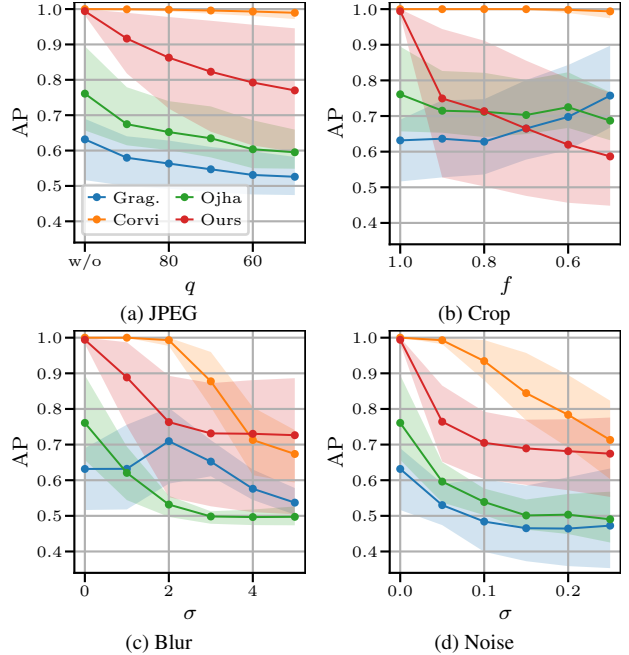 1.0
0.9
0.8
0.7
0.6
0.5
0.4
AP
Grag.
Corvi
Ojha
Ours
w/o 80 60
q
(a) JPEG
1.0
0.9
0.8
0.7
0.6
0.5
0.4
AP
1.0 0.8 0.6
f
(b) Crop
1.0
0.9
0.8
0.7
0.6
0.5
0.4
AP
0 2 4
σ
(c) Blur
1.0
0.9
0.8
0.7
0.6
0.5
0.4
AP
0.0 0.1 0.2
σ
(d) Noise